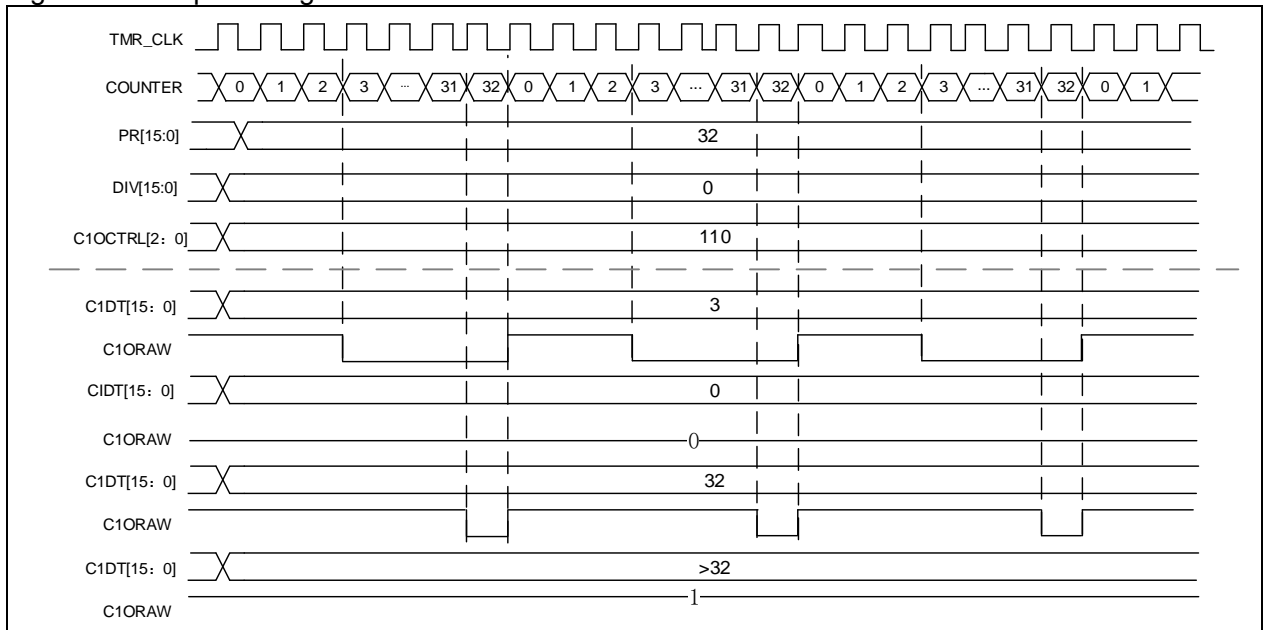 TMR_CLK
COUNTER 0 1 2 3 ... 31 32 0 1 2 3 ... 31 32 0 1 2 3 ... 31 32 0 1
PR[15:0] 32
DIV[15:0] 0
C1OCTRL[2：0] 110
C1DT[15：0] 3
C1ORAW
CIDT[15：0] 0
C1ORAW 0
C1DT[15：0] 32
C1ORAW
C1DT[15：0] >32
C1ORAW 1